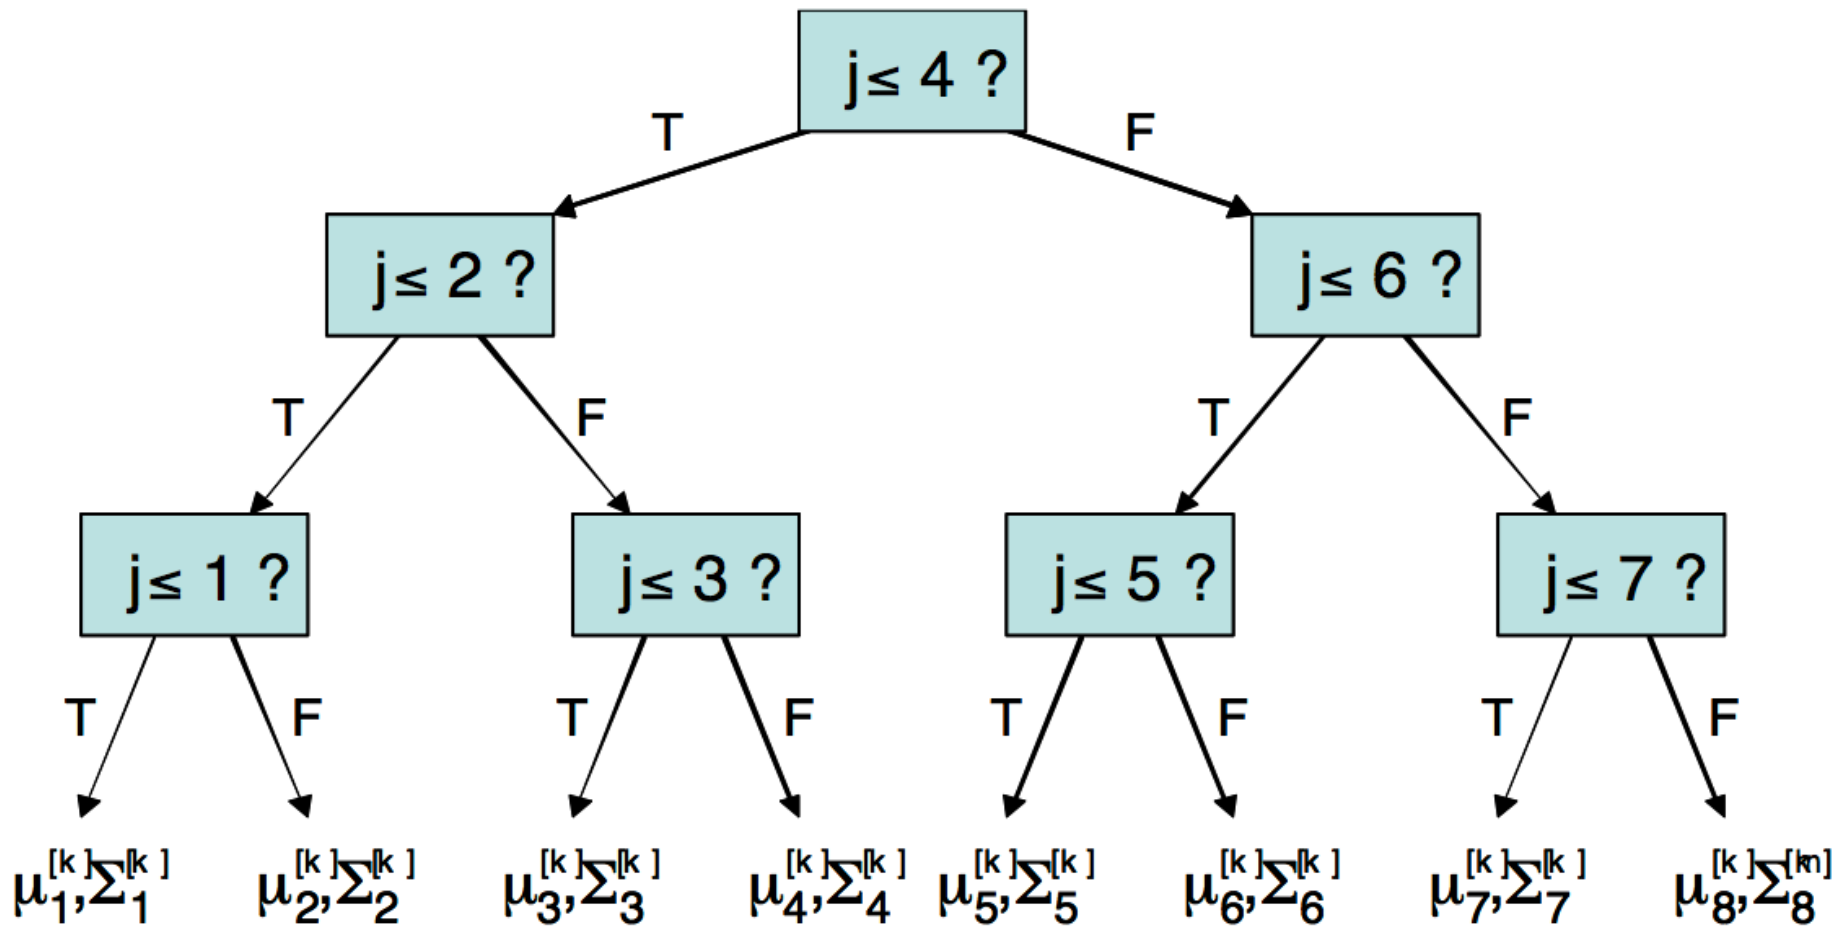 j≤ 4 ?
T F
j≤ 2 ? j≤ 6 ?
T F T F
j≤ 1 ? j≤ 3 ? j≤ 5 ? j≤ 7 ?
T F T F T F T F
μ₁^[k],Σ₁^[k] μ₂^[k],Σ₂^[k] μ₃^[k],Σ₃^[k] μ₄^[k],Σ₄^[k] μ₅^[k],Σ₅^[k] μ₆^[k],Σ₆^[k] μ₇^[k],Σ₇^[k] μ₈^[k],Σ₈